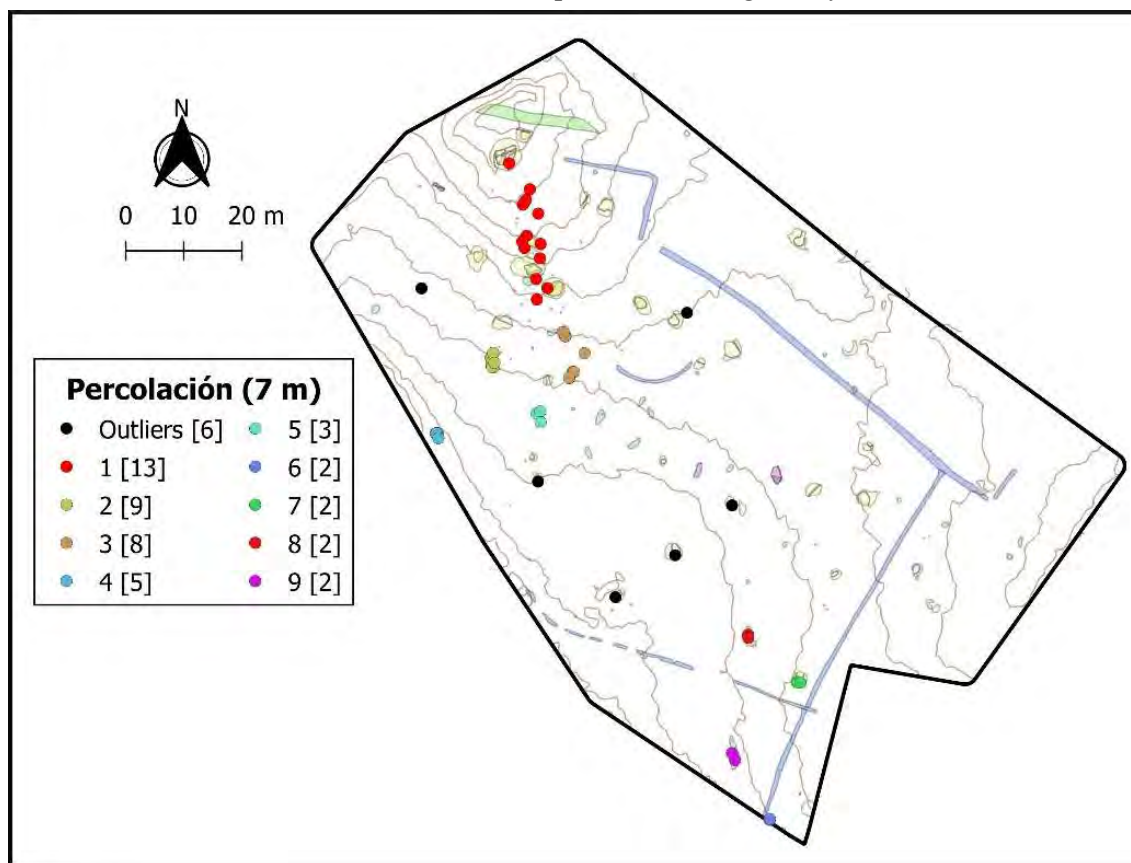 N
0 10 20 m
Percolación (7 m)
Outliers [6] 5 [3]
1 [13] 6 [2]
2 [9] 7 [2]
3 [8] 8 [2]
4 [5] 9 [2]